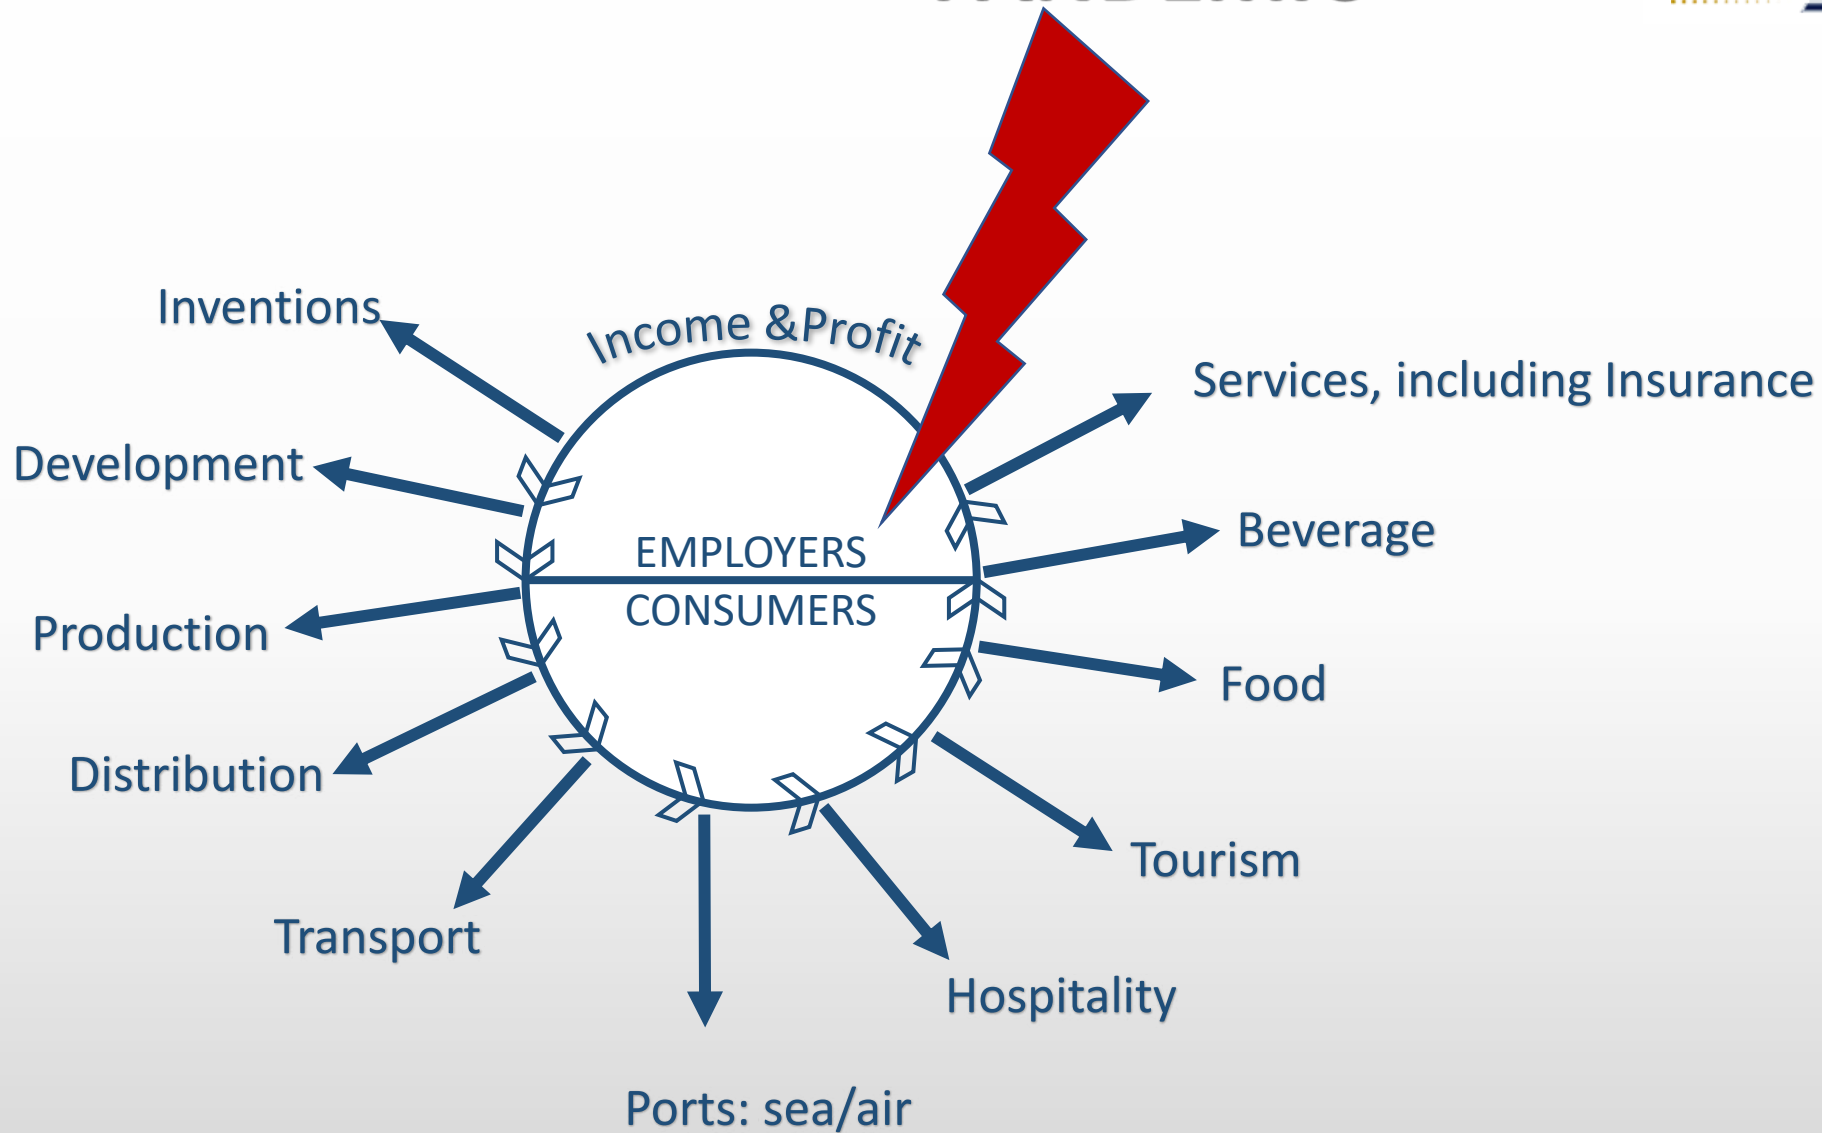 Income &Profit
Inventions
Services, including Insurance
Development
Beverage
EMPLOYERS
CONSUMERS
Production
Food
Distribution
Tourism
Transport
Hospitality
Ports: sea/air